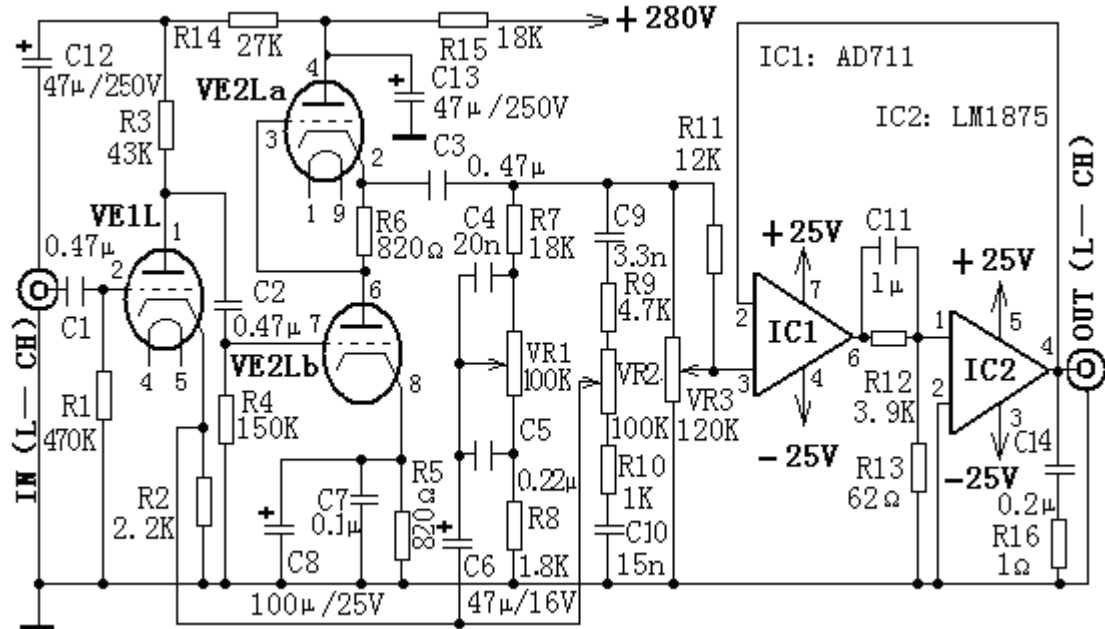 R14
27K
R15
18K
+280V
C12
47μ/250V
VE2La
4
C13
47μ/250V
IC1: AD711
IC2: LM1875
R3
43K
3
2
1 9
C3
0.47μ
R11
12K
VE1L
1
0.47μ
2
C1
4 5
C2
0.47μ
R6
820Ω
6
7
VE2Lb
8
C4
20n
R7
18K
C9
3.3n
R9
4.7K
VR1
100K
VR2
100K
VR3
120K
+25V
7
2
IC1
3
6
4
-25V
C11
1μ
R12
3.9K
R13
62Ω
+25V
5
1
IC2
2
4
3
-25V
C14
0.2μ
R16
1Ω
OUT (L— CH)
IN (L— CH)
R1
470K
R4
150K
R2
2.2K
C7
0.1μ
C8
100μ/25V
R5
820Ω
C5
0.22μ
R8
1.8K
C6
47μ/16V
R10
1K
C10
15n